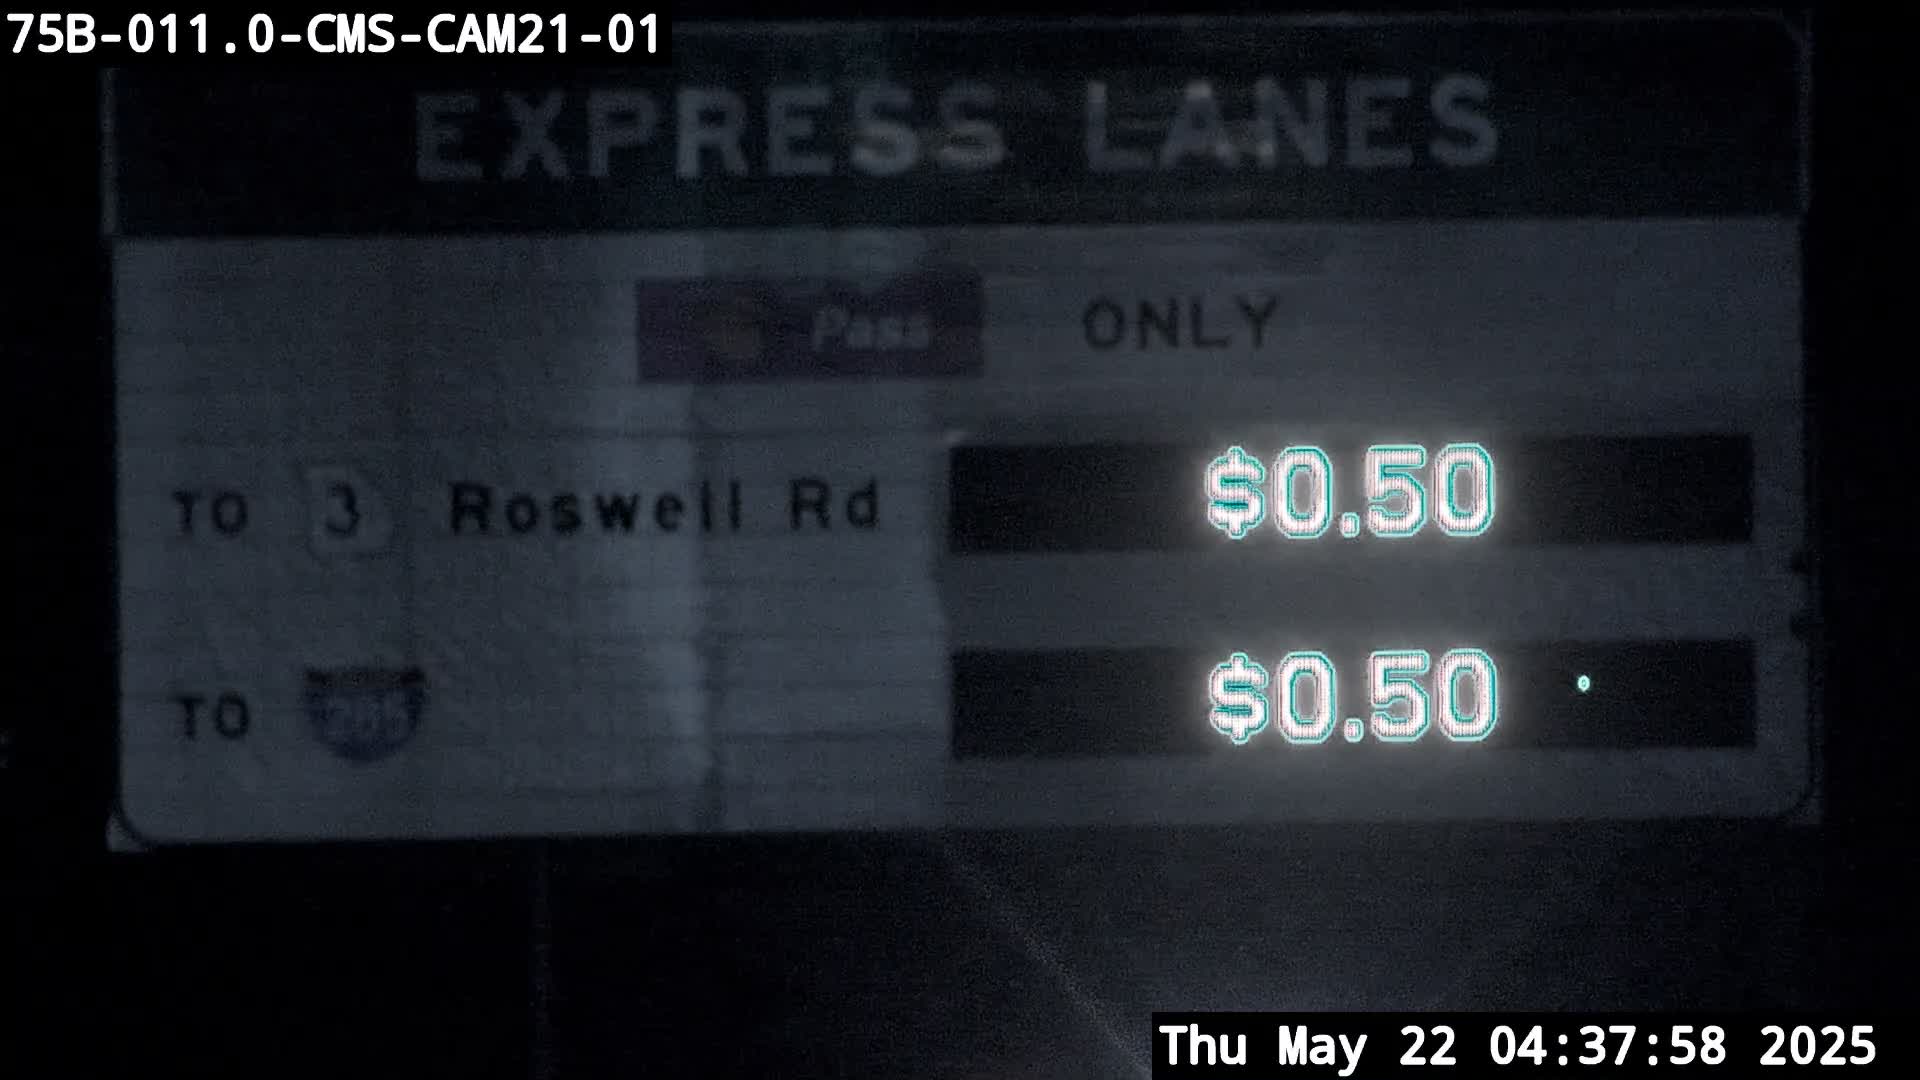 75B-011.0-CMS-CAM21-01
EXPRESS LANES
Pass ONLY
TO 3 Roswell Rd $0.50
TO $0.50
Thu May 22 04:37:58 2025